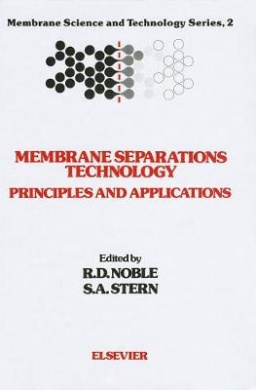 Membrane Science and Technology Series, 2
MEMBRANE SEPARATIONS
TECHNOLOGY
PRINCIPLES AND APPLICATIONS
Edited by
R.D. NOBLE
S.A. STERN
ELSEVIER